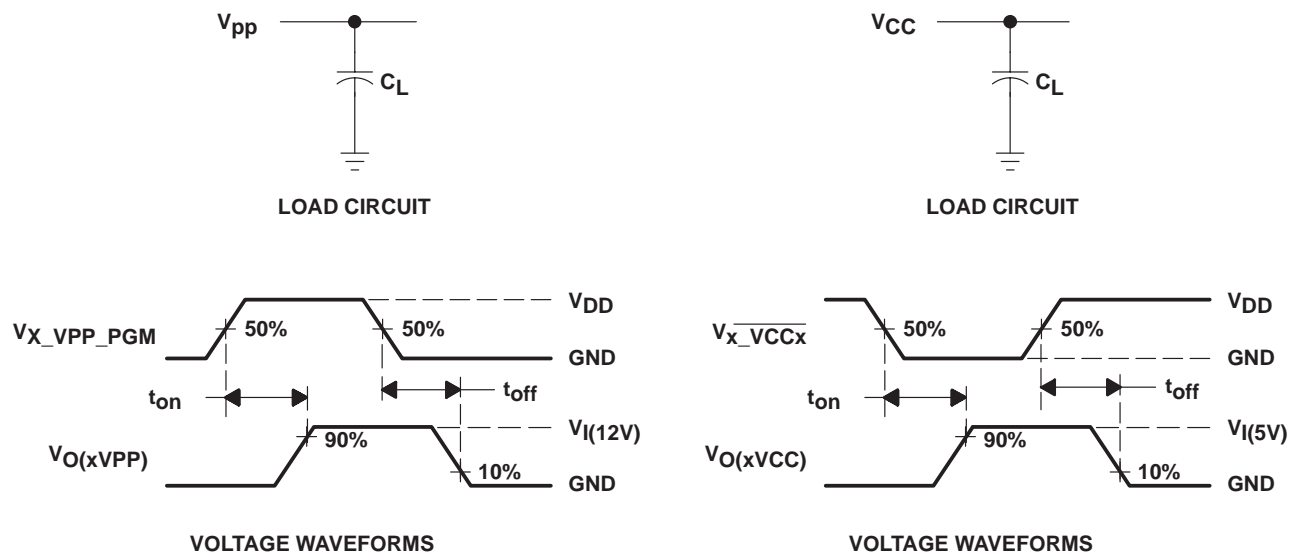 Vpp
CL
LOAD CIRCUIT
VCC
CL
LOAD CIRCUIT
VX_VPP_PGM
50%
50%
VDD
GND
ton
toff
VO(xVPP)
90%
10%
VI(12V)
GND
VOLTAGE WAVEFORMS
Vx_VCCx
50%
50%
VDD
GND
ton
toff
VO(xVCC)
90%
10%
VI(5V)
GND
VOLTAGE WAVEFORMS